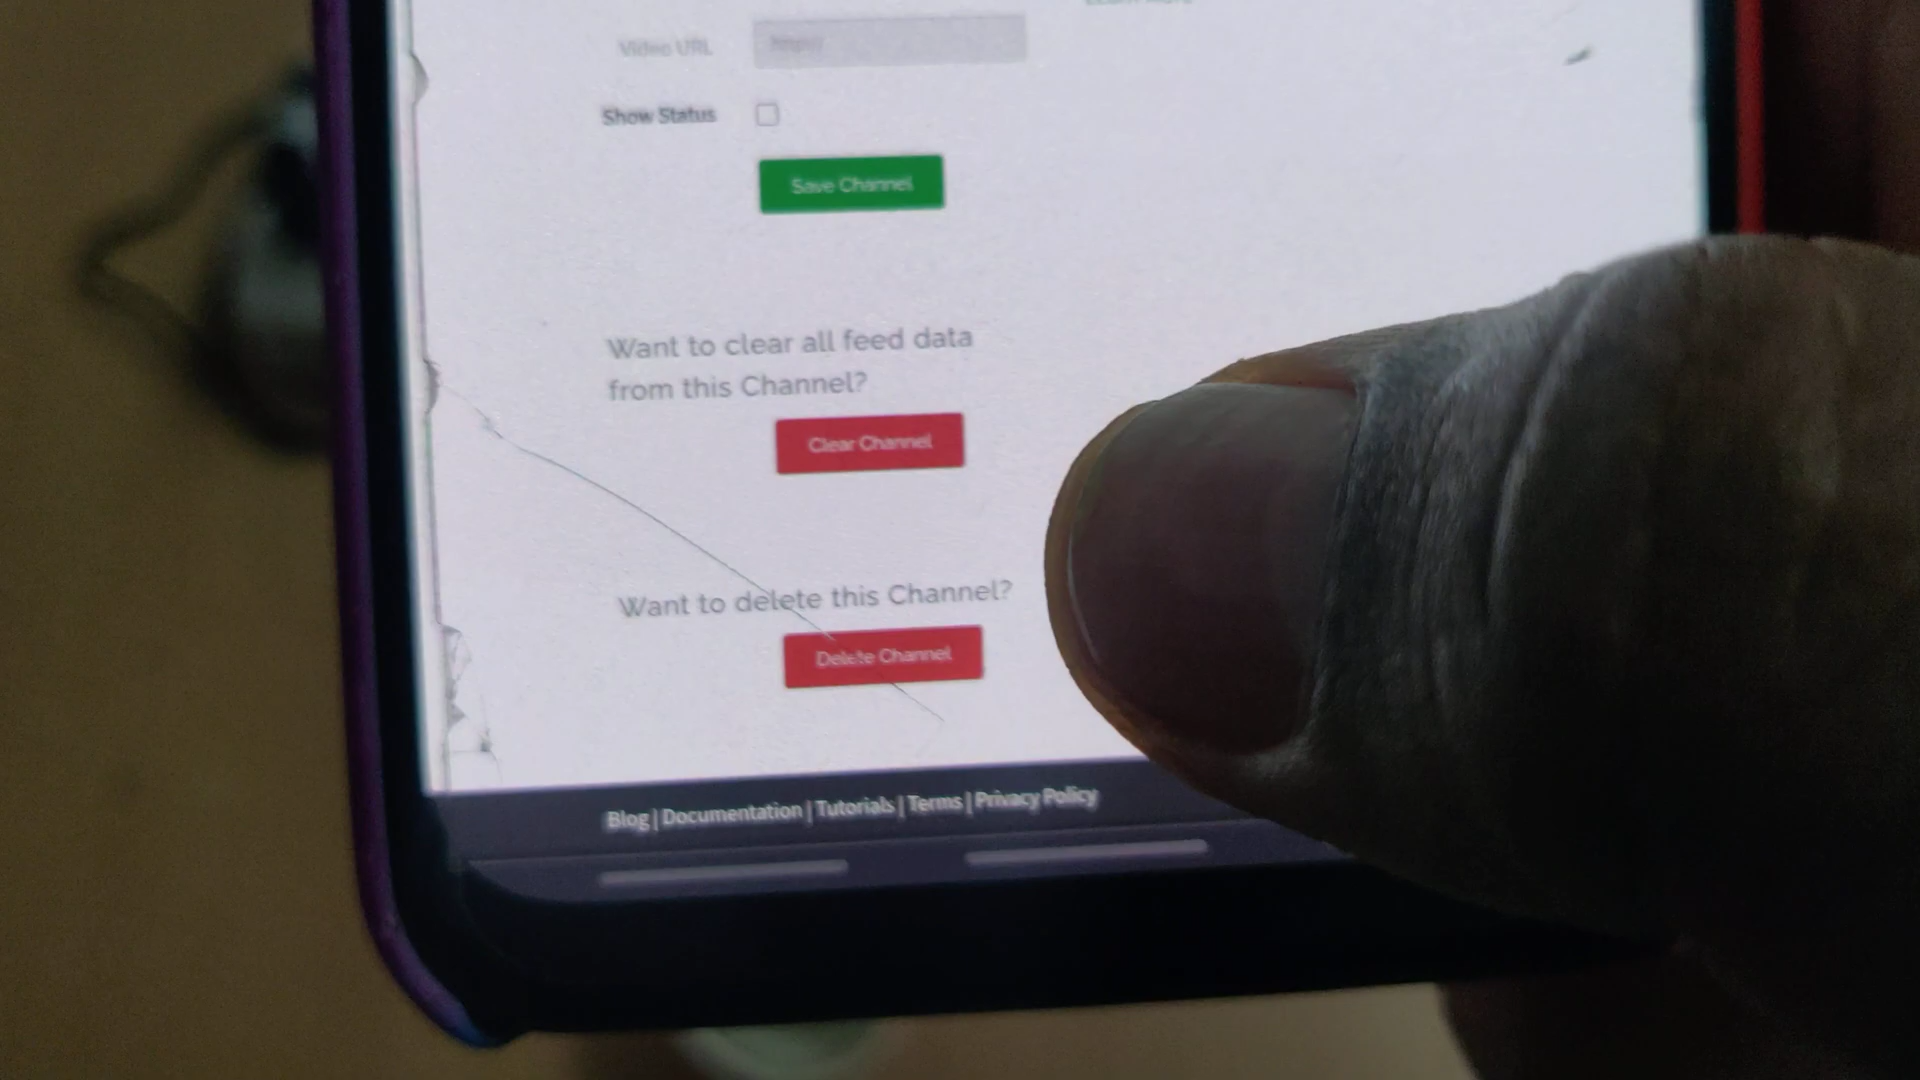 Video URL
Show Status
Save Channel
Want to clear all feed data
from this Channel?
Clear Channel
Want to delete this Channel?
Delete Channel
Blog | Documentation | Tutorials | Terms | Privacy Policy